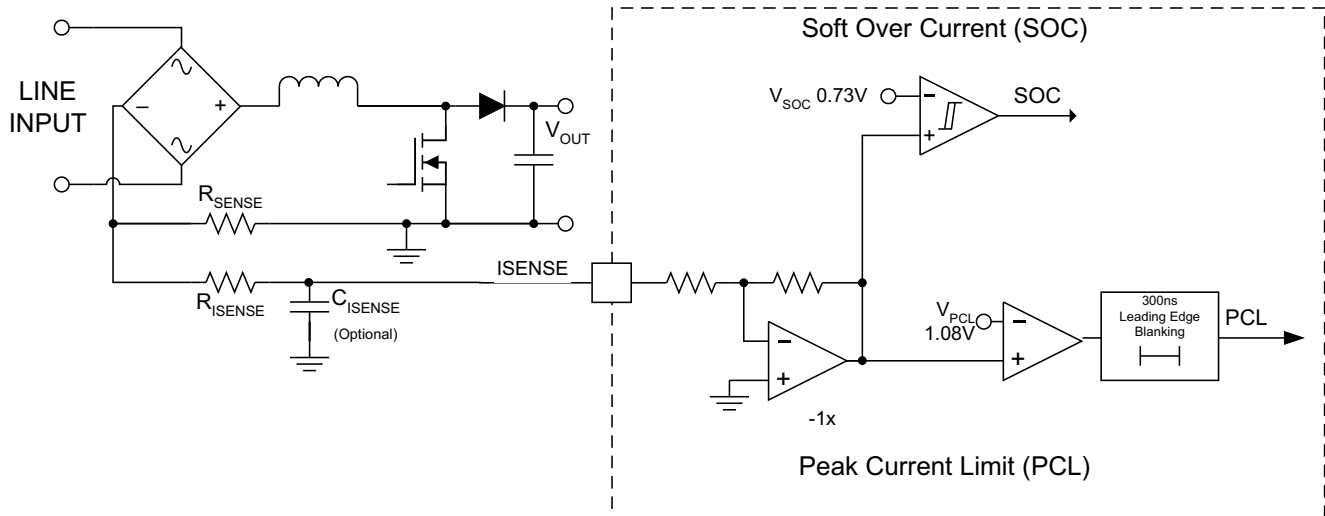 Soft Over Current (SOC)
LINE
INPUT
−
+
V_SOC 0.73V
−
+
SOC
V_OUT
R_SENSE
ISENSE
R_ISENSE
C_ISENSE
(Optional)
−
+
-1x
V_PCL
1.08V
−
+
300ns
Leading Edge
Blanking
PCL
Peak Current Limit (PCL)